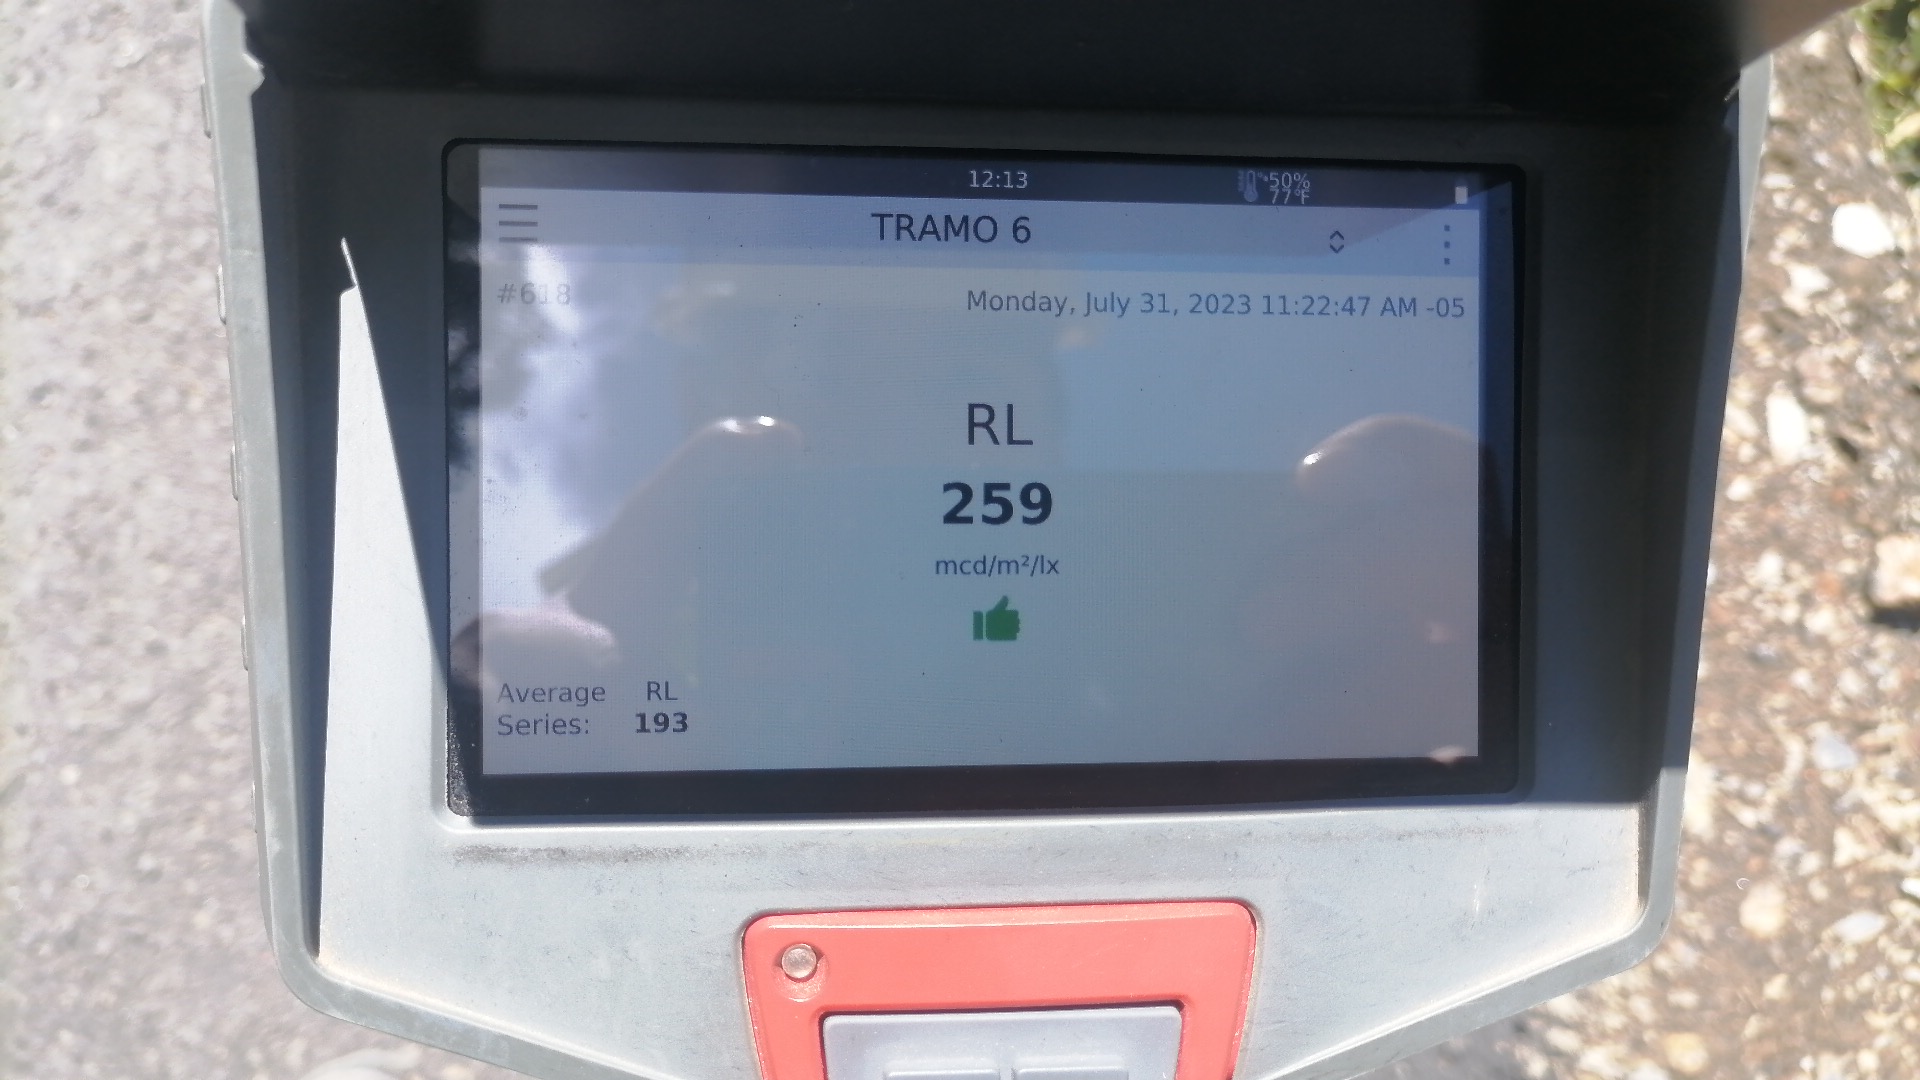 12:13
50%
77°F
TRAMO 6
#618
Monday, July 31, 2023 11:22:47 AM -05
RL
259
mcd/m²/lx
Average RL
Series: 193